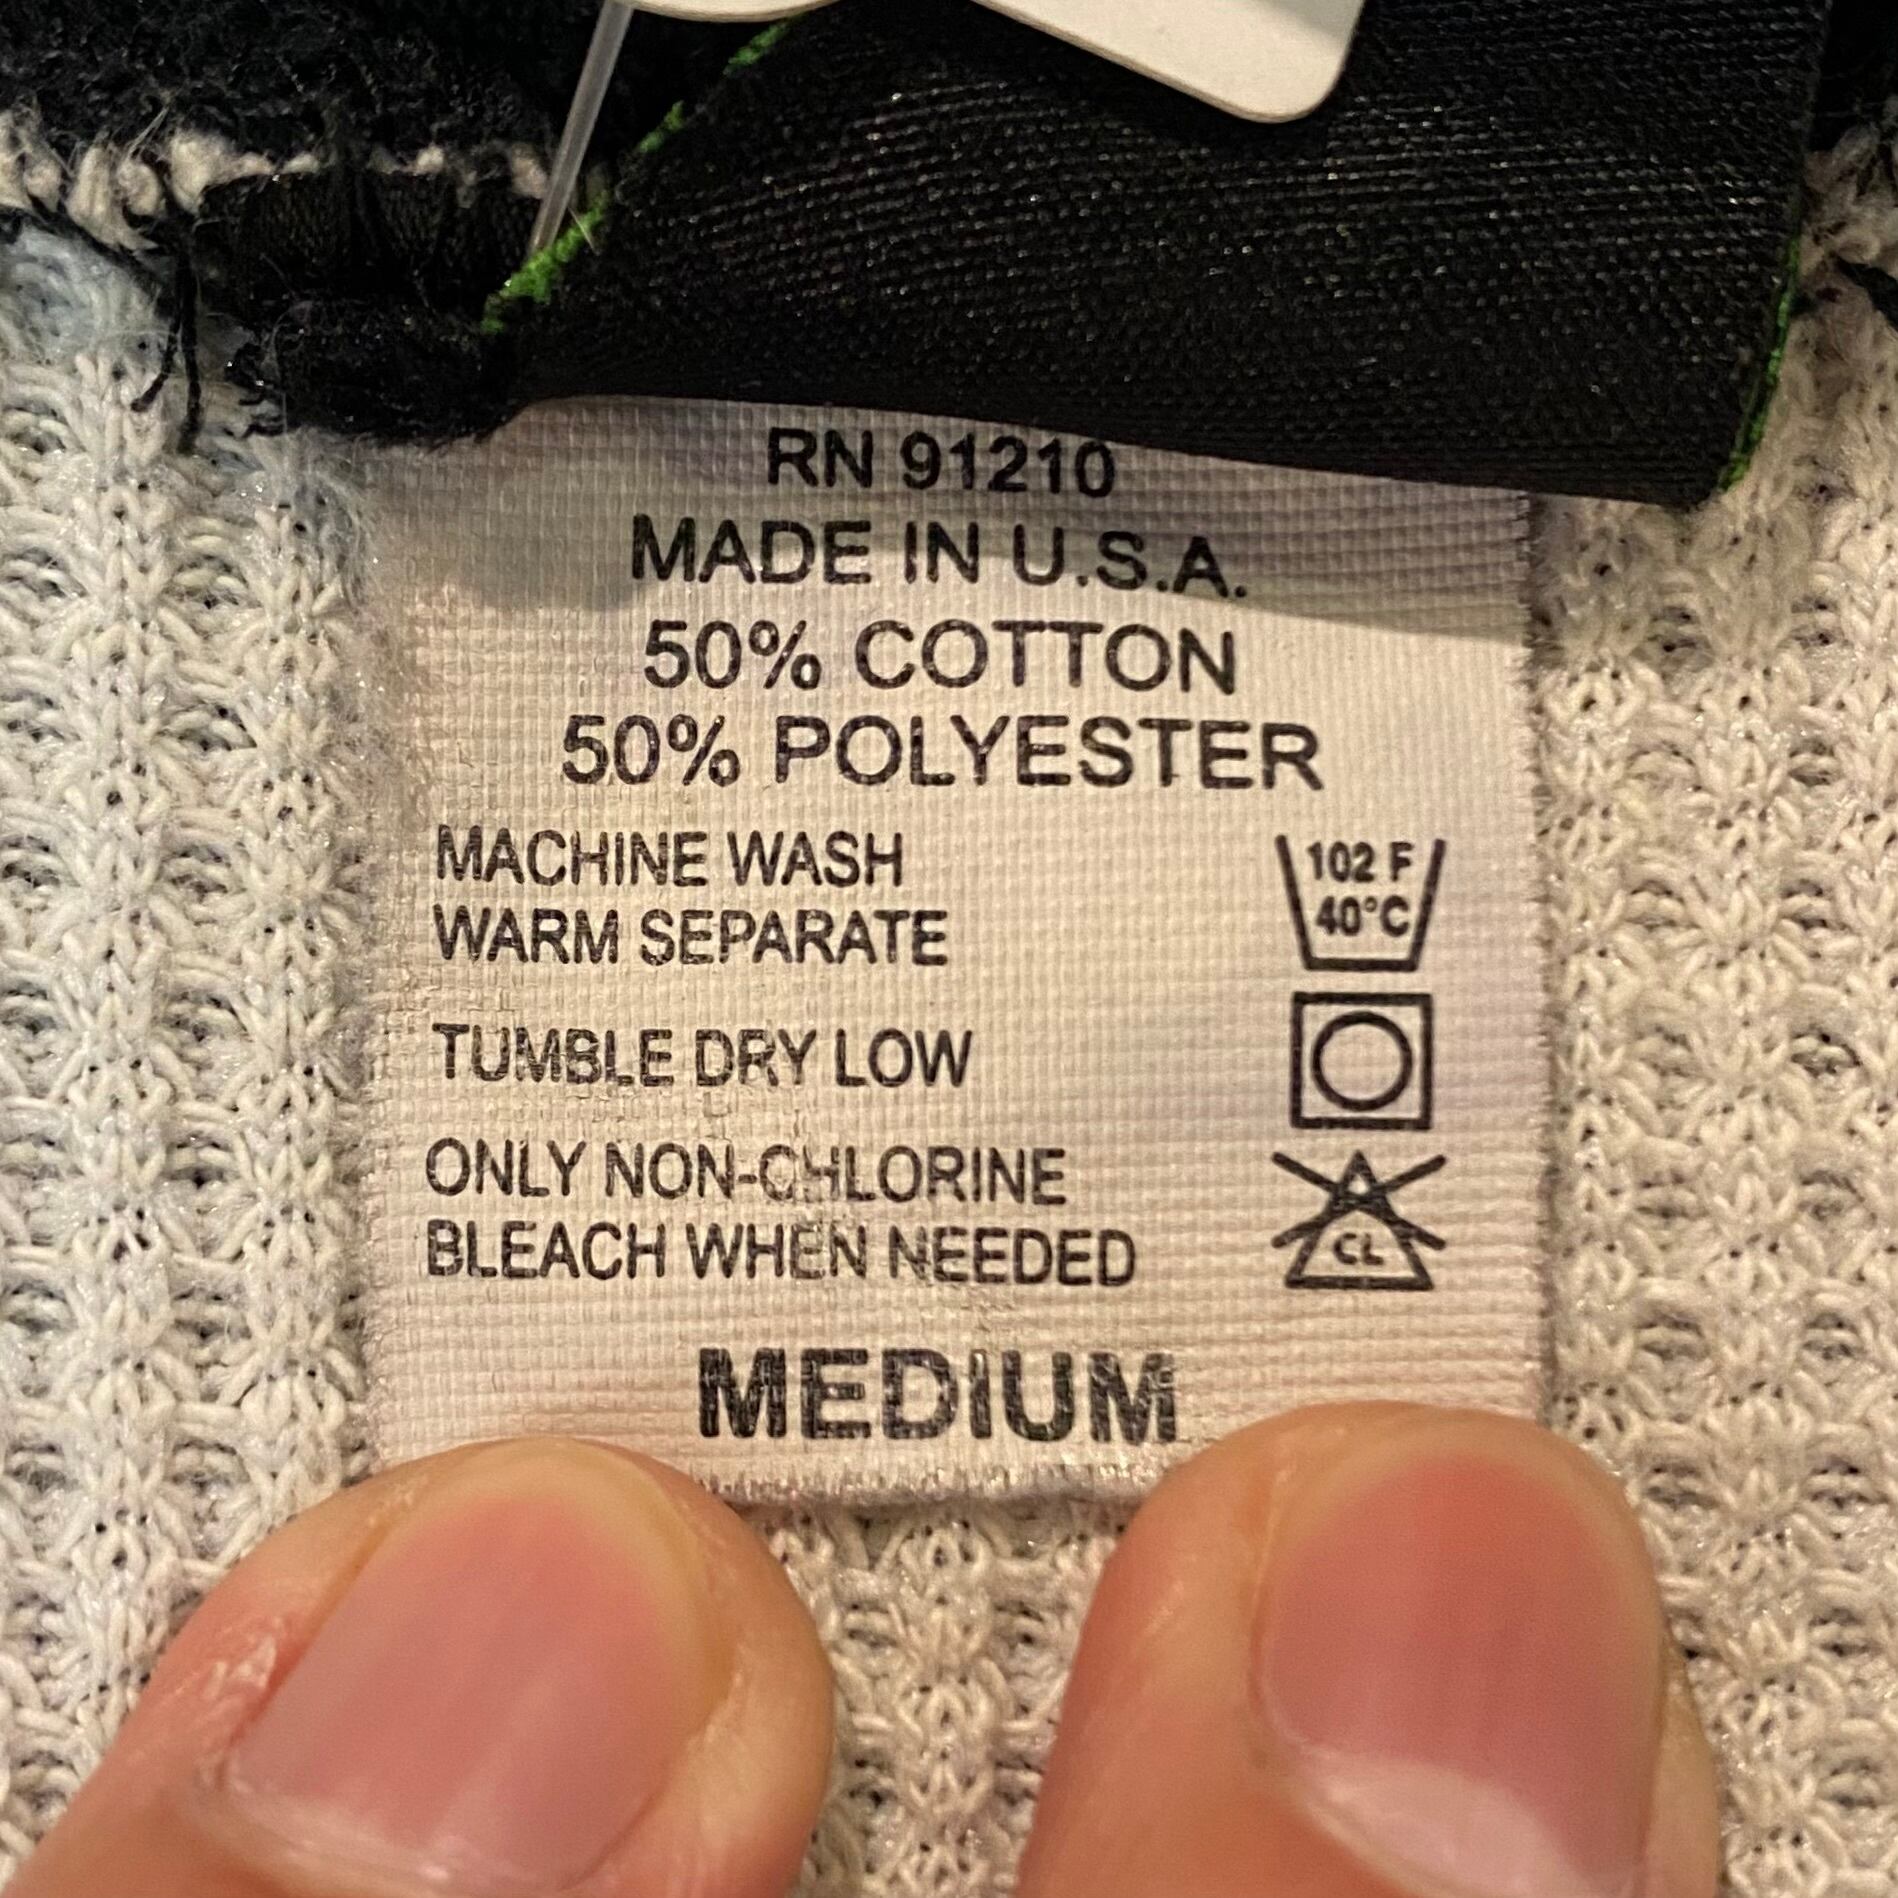 RN 91210
MADE IN U.S.A.
50% COTTON
50% POLYESTER
MACHINE WASH
WARM SEPARATE
102 F
40°C
TUMBLE DRY LOW
ONLY NON-CHLORINE
BLEACH WHEN NEEDED
CL
MEDIUM